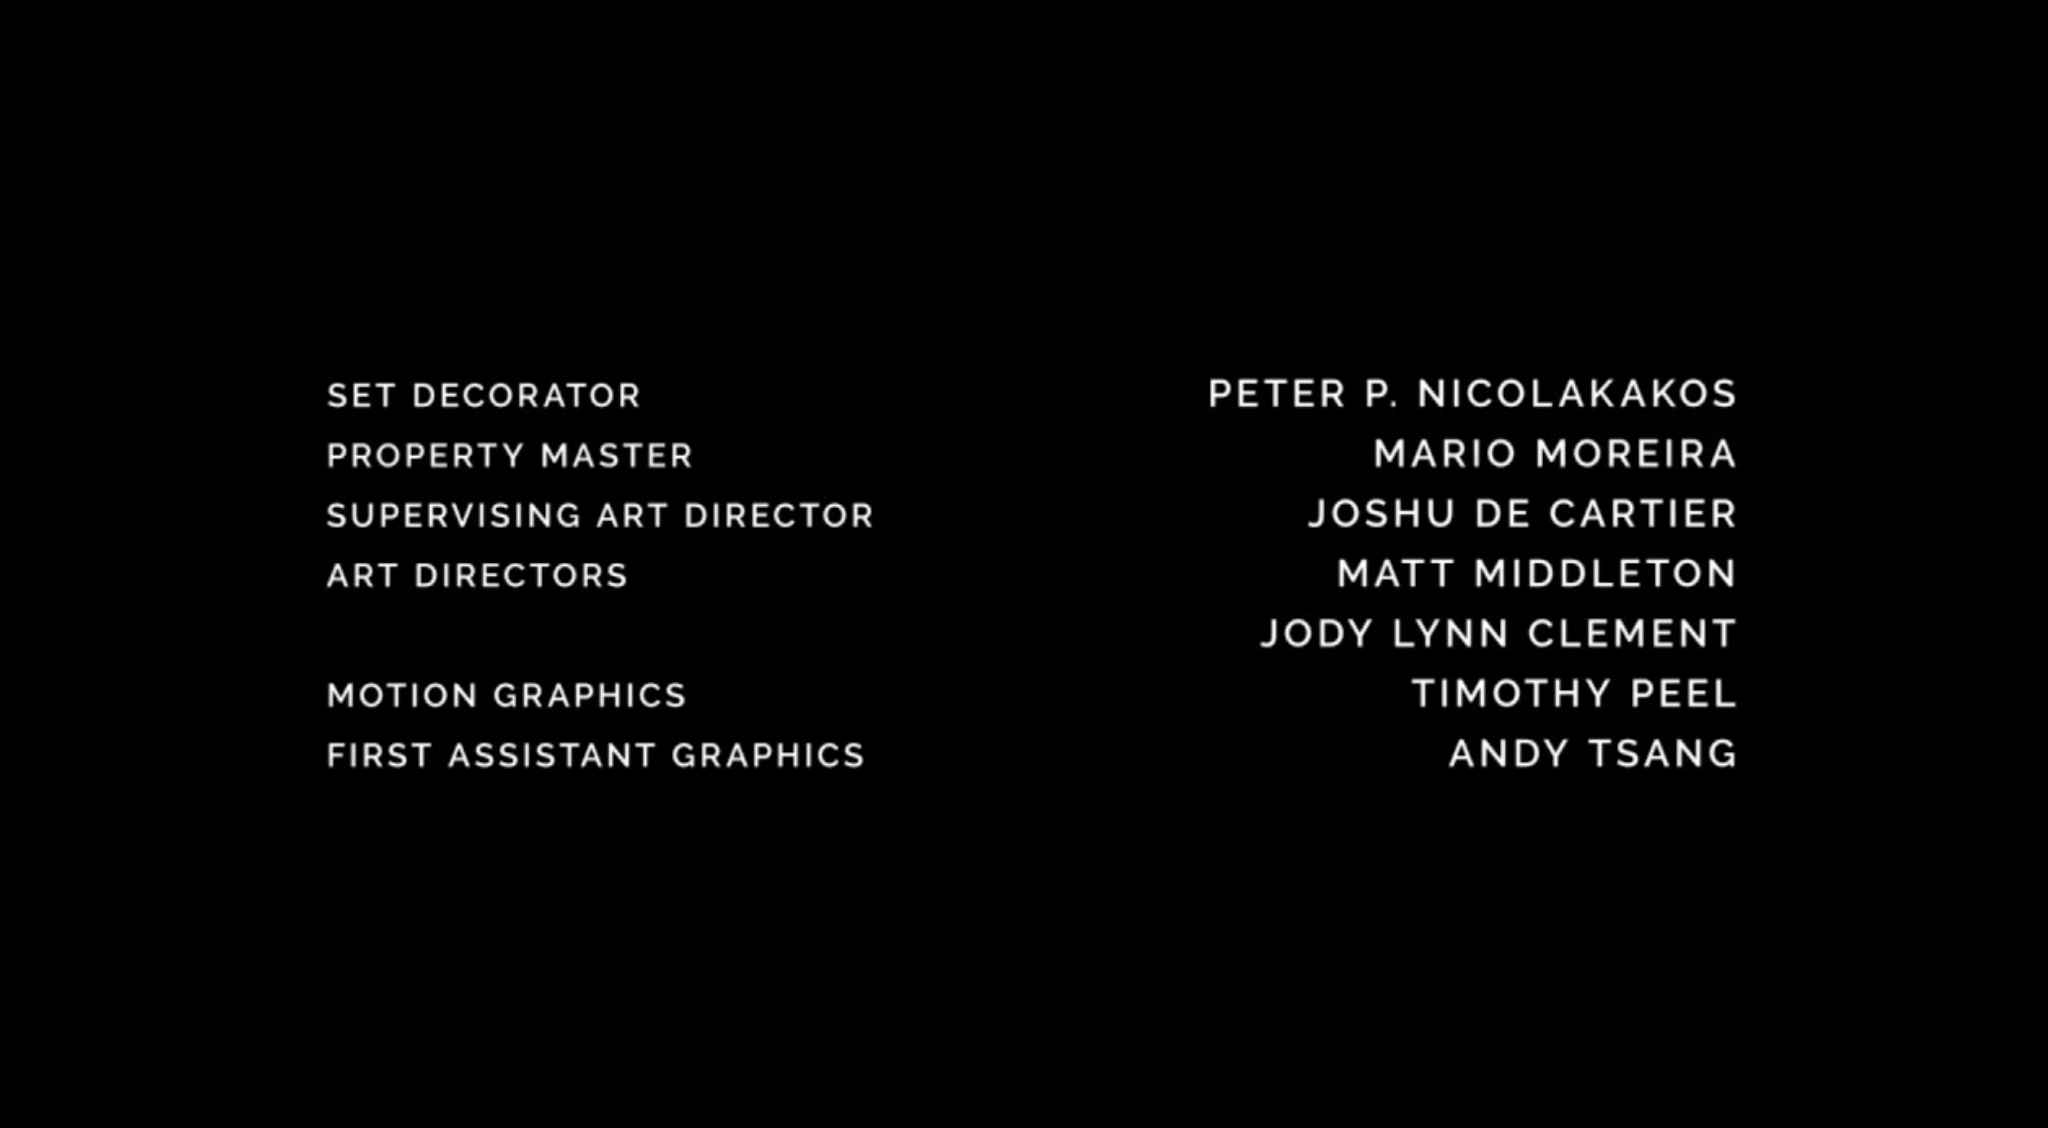 SET DECORATOR PETER P. NICOLAKAKOS
PROPERTY MASTER MARIO MOREIRA
SUPERVISING ART DIRECTOR JOSHU DE CARTIER
ART DIRECTORS MATT MIDDLETON
JODY LYNN CLEMENT
MOTION GRAPHICS TIMOTHY PEEL
FIRST ASSISTANT GRAPHICS ANDY TSANG